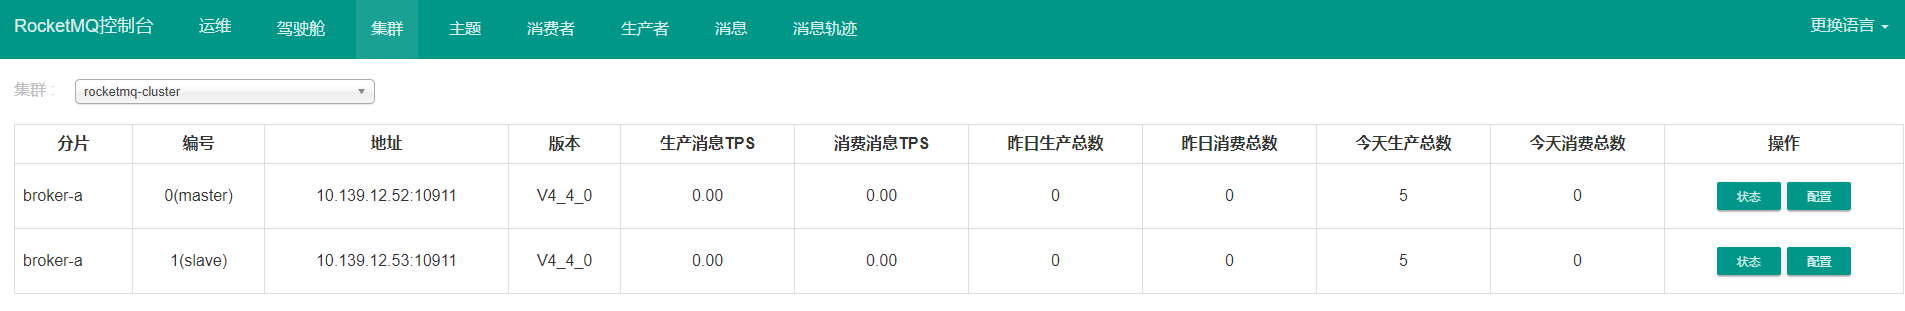 RocketMQ控制台 运维 驾驶舱 集群 主题 消费者 生产者 消息 消息轨迹 更换语言
集群 : rocketmq-cluster
分片 编号 地址 版本 生产消息TPS 消费消息TPS 昨日生产总数 昨日消费总数 今天生产总数 今天消费总数 操作
broker-a 0(master) 10.139.12.52:10911 V4_4_0 0.00 0.00 0 0 5 0 状态 配置
broker-a 1(slave) 10.139.12.53:10911 V4_4_0 0.00 0.00 0 0 5 0 状态 配置